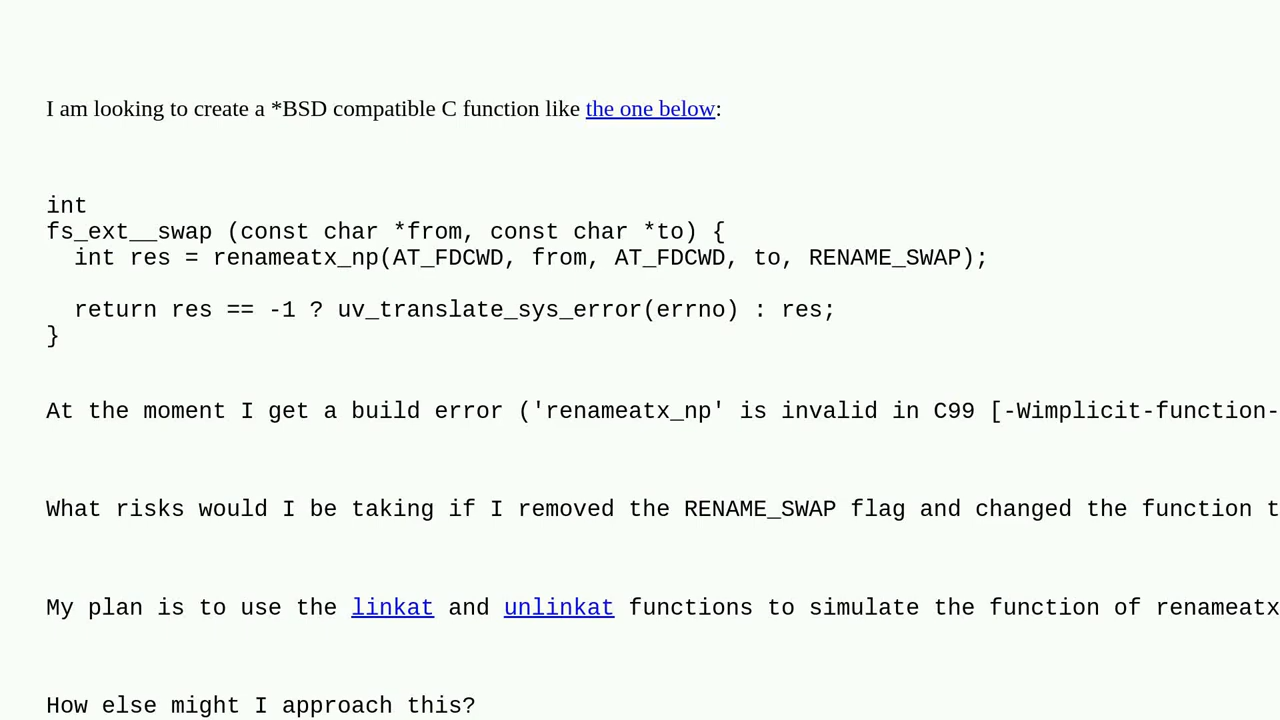 I am looking to create a *BSD compatible C function like the one below:
int
fs_ext__swap (const char *from, const char *to) {
  int res = renameatx_np(AT_FDCWD, from, AT_FDCWD, to, RENAME_SWAP);
  return res == -1 ? uv_translate_sys_error(errno) : res;
}
At the moment I get a build error ('renameatx_np' is invalid in C99 [-Wimplicit-function-
What risks would I be taking if I removed the RENAME_SWAP flag and changed the function t
My plan is to use the linkat and unlinkat functions to simulate the function of renameatx
How else might I approach this?